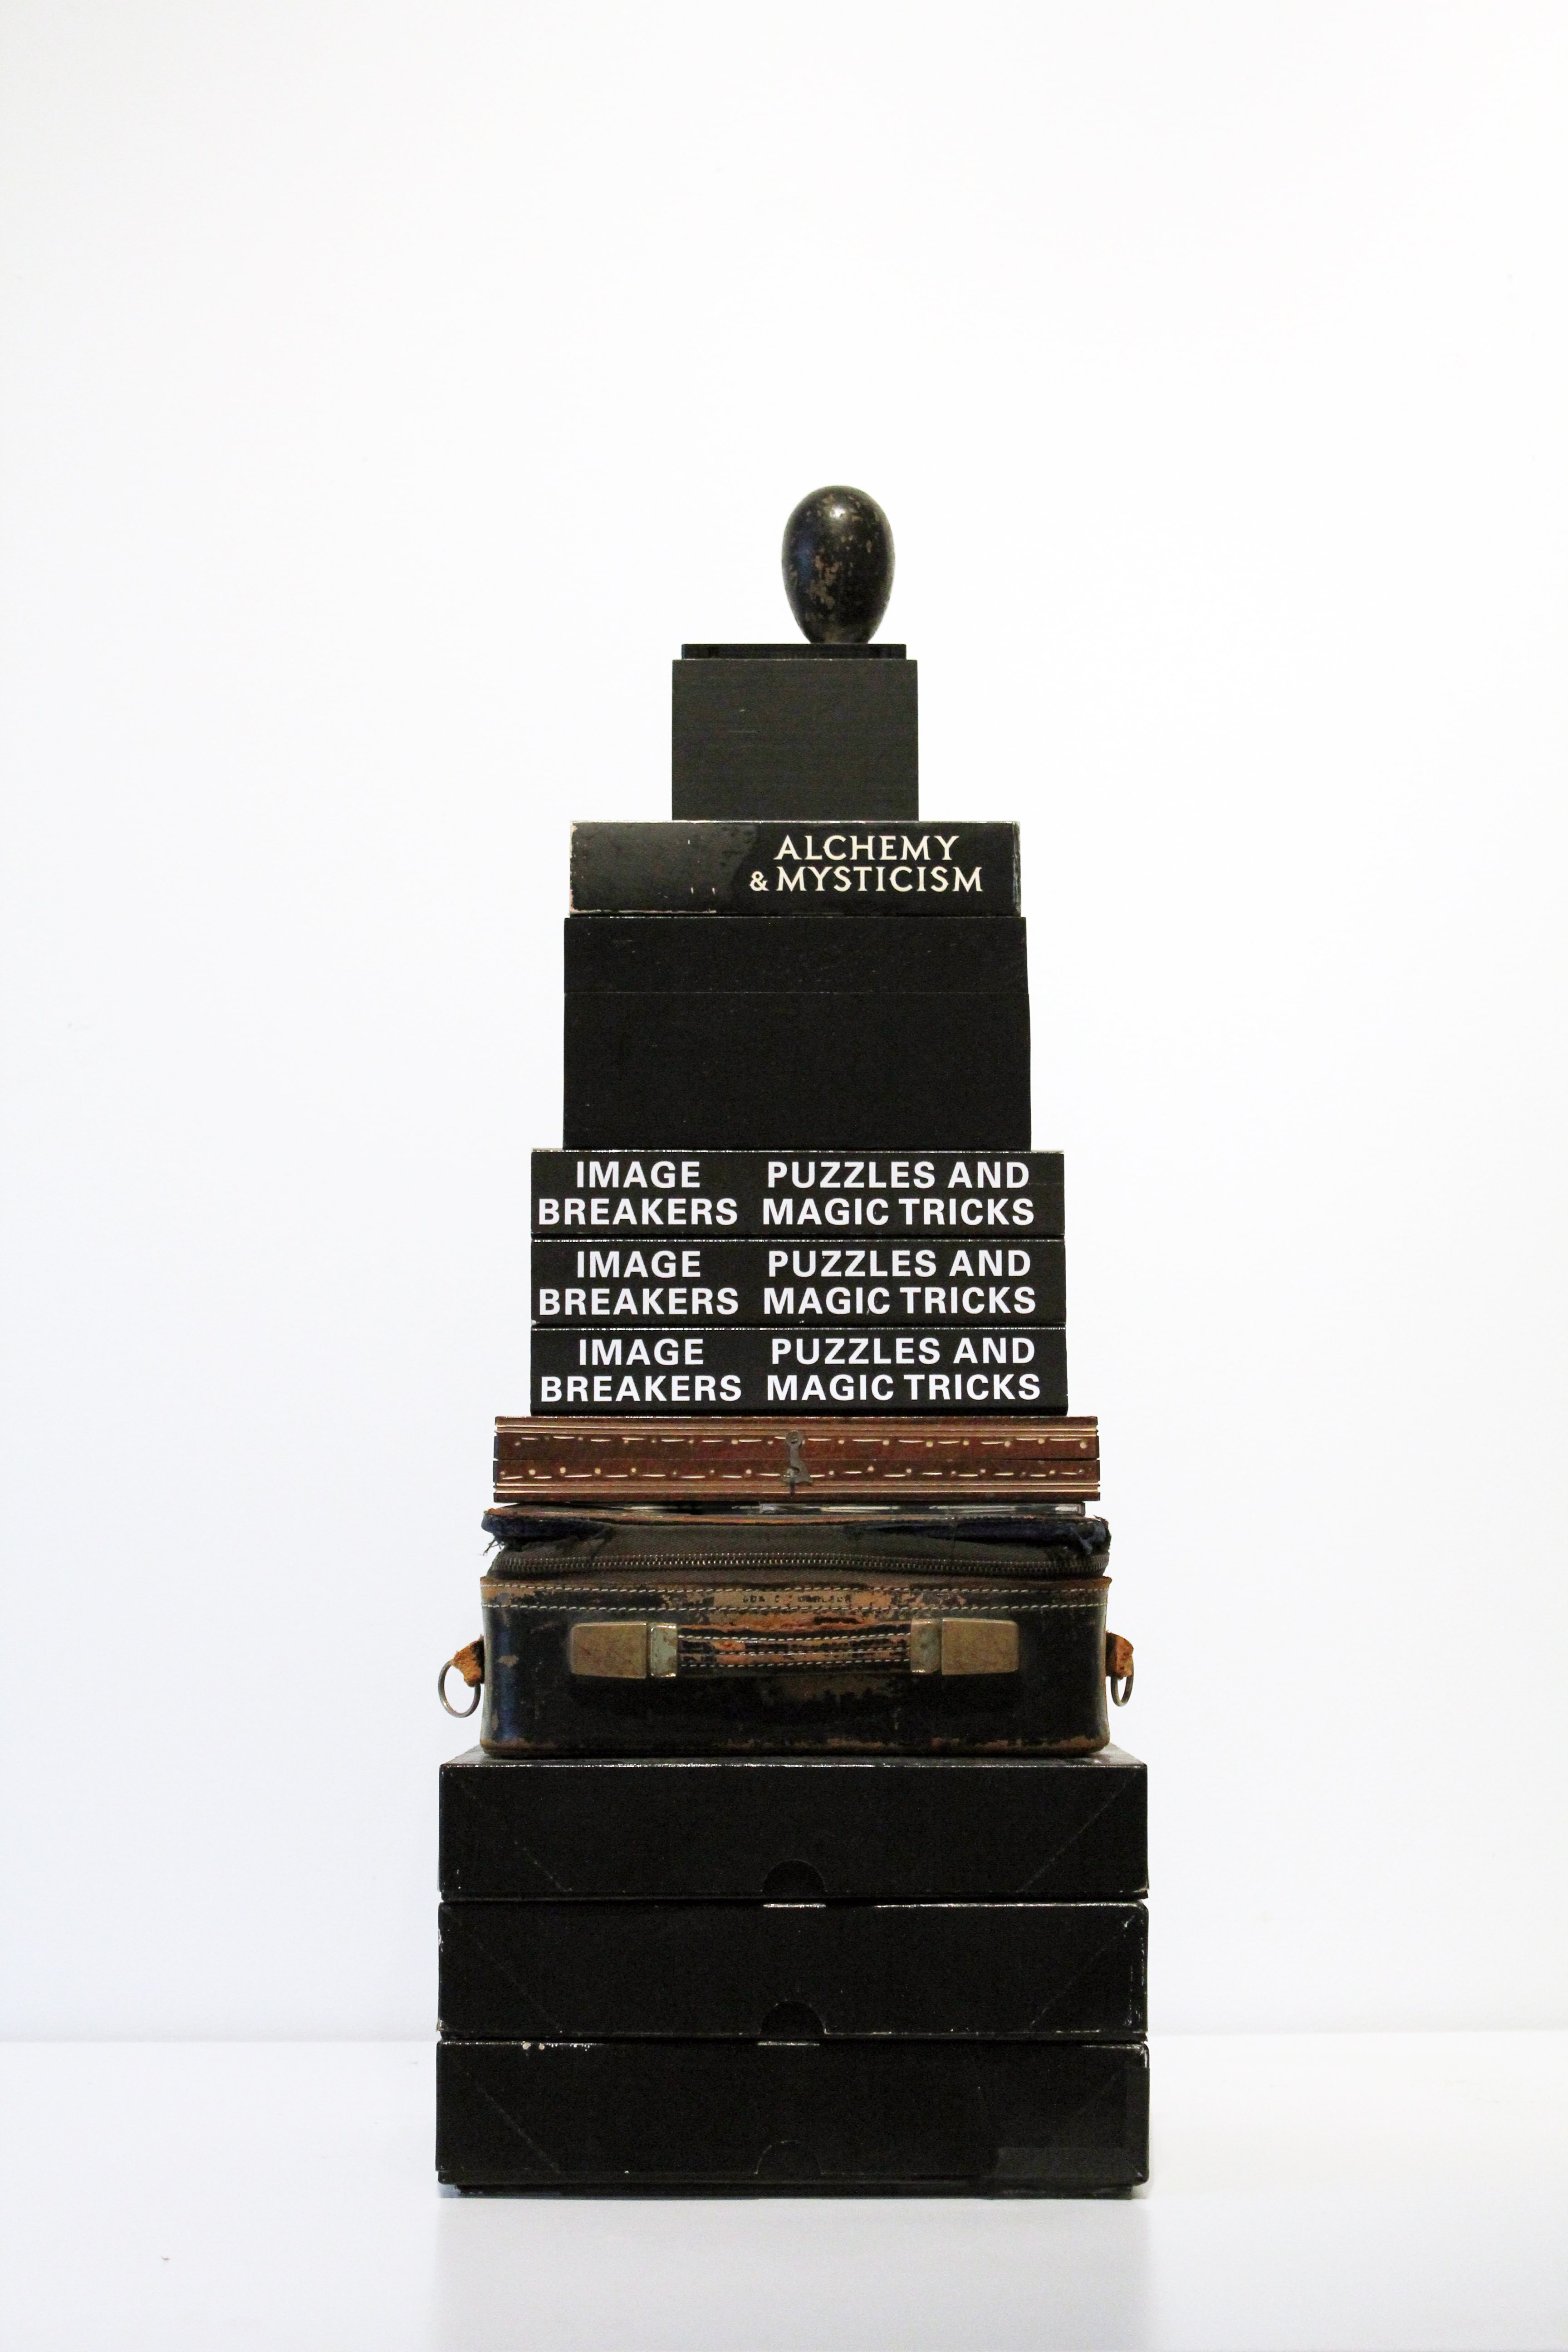 ALCHEMY
& MYSTICISM
IMAGE BREAKERS
PUZZLES AND MAGIC TRICKS
IMAGE BREAKERS
PUZZLES AND MAGIC TRICKS
IMAGE BREAKERS
PUZZLES AND MAGIC TRICKS